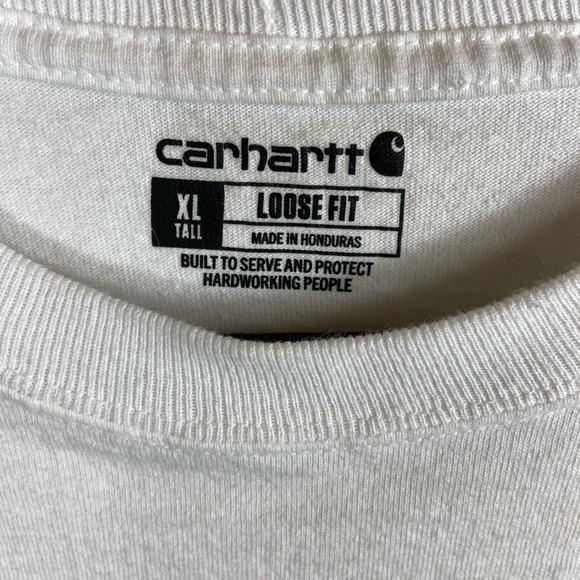 carhartt
XL LOOSE FIT
TALL MADE IN HONDURAS
BUILT TO SERVE AND PROTECT
HARDWORKING PEOPLE